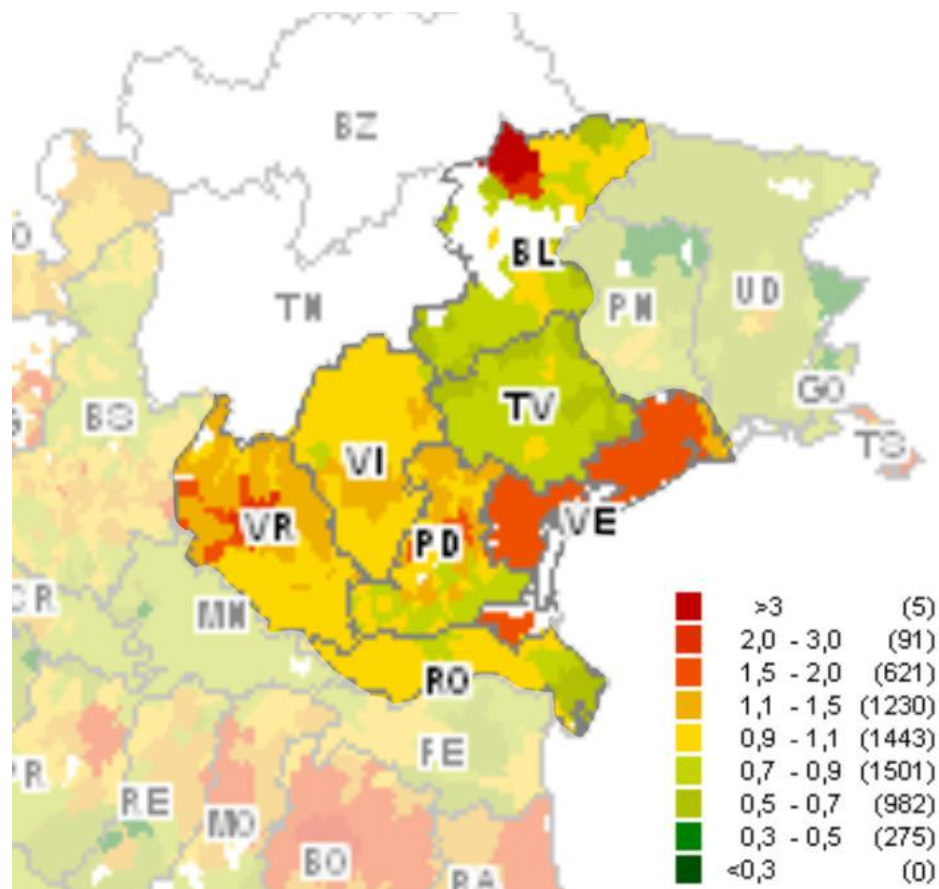 BZ
BL
TN
PN
UD
GO
TS
BS
TV
VI
VE
VR
PD
CR
MN
RO
FE
PR
RE
MO
BO
RA
>3 (5)
2,0 - 3,0 (91)
1,5 - 2,0 (621)
1,1 - 1,5 (1230)
0,9 - 1,1 (1443)
0,7 - 0,9 (1501)
0,5 - 0,7 (982)
0,3 - 0,5 (275)
<0,3 (0)